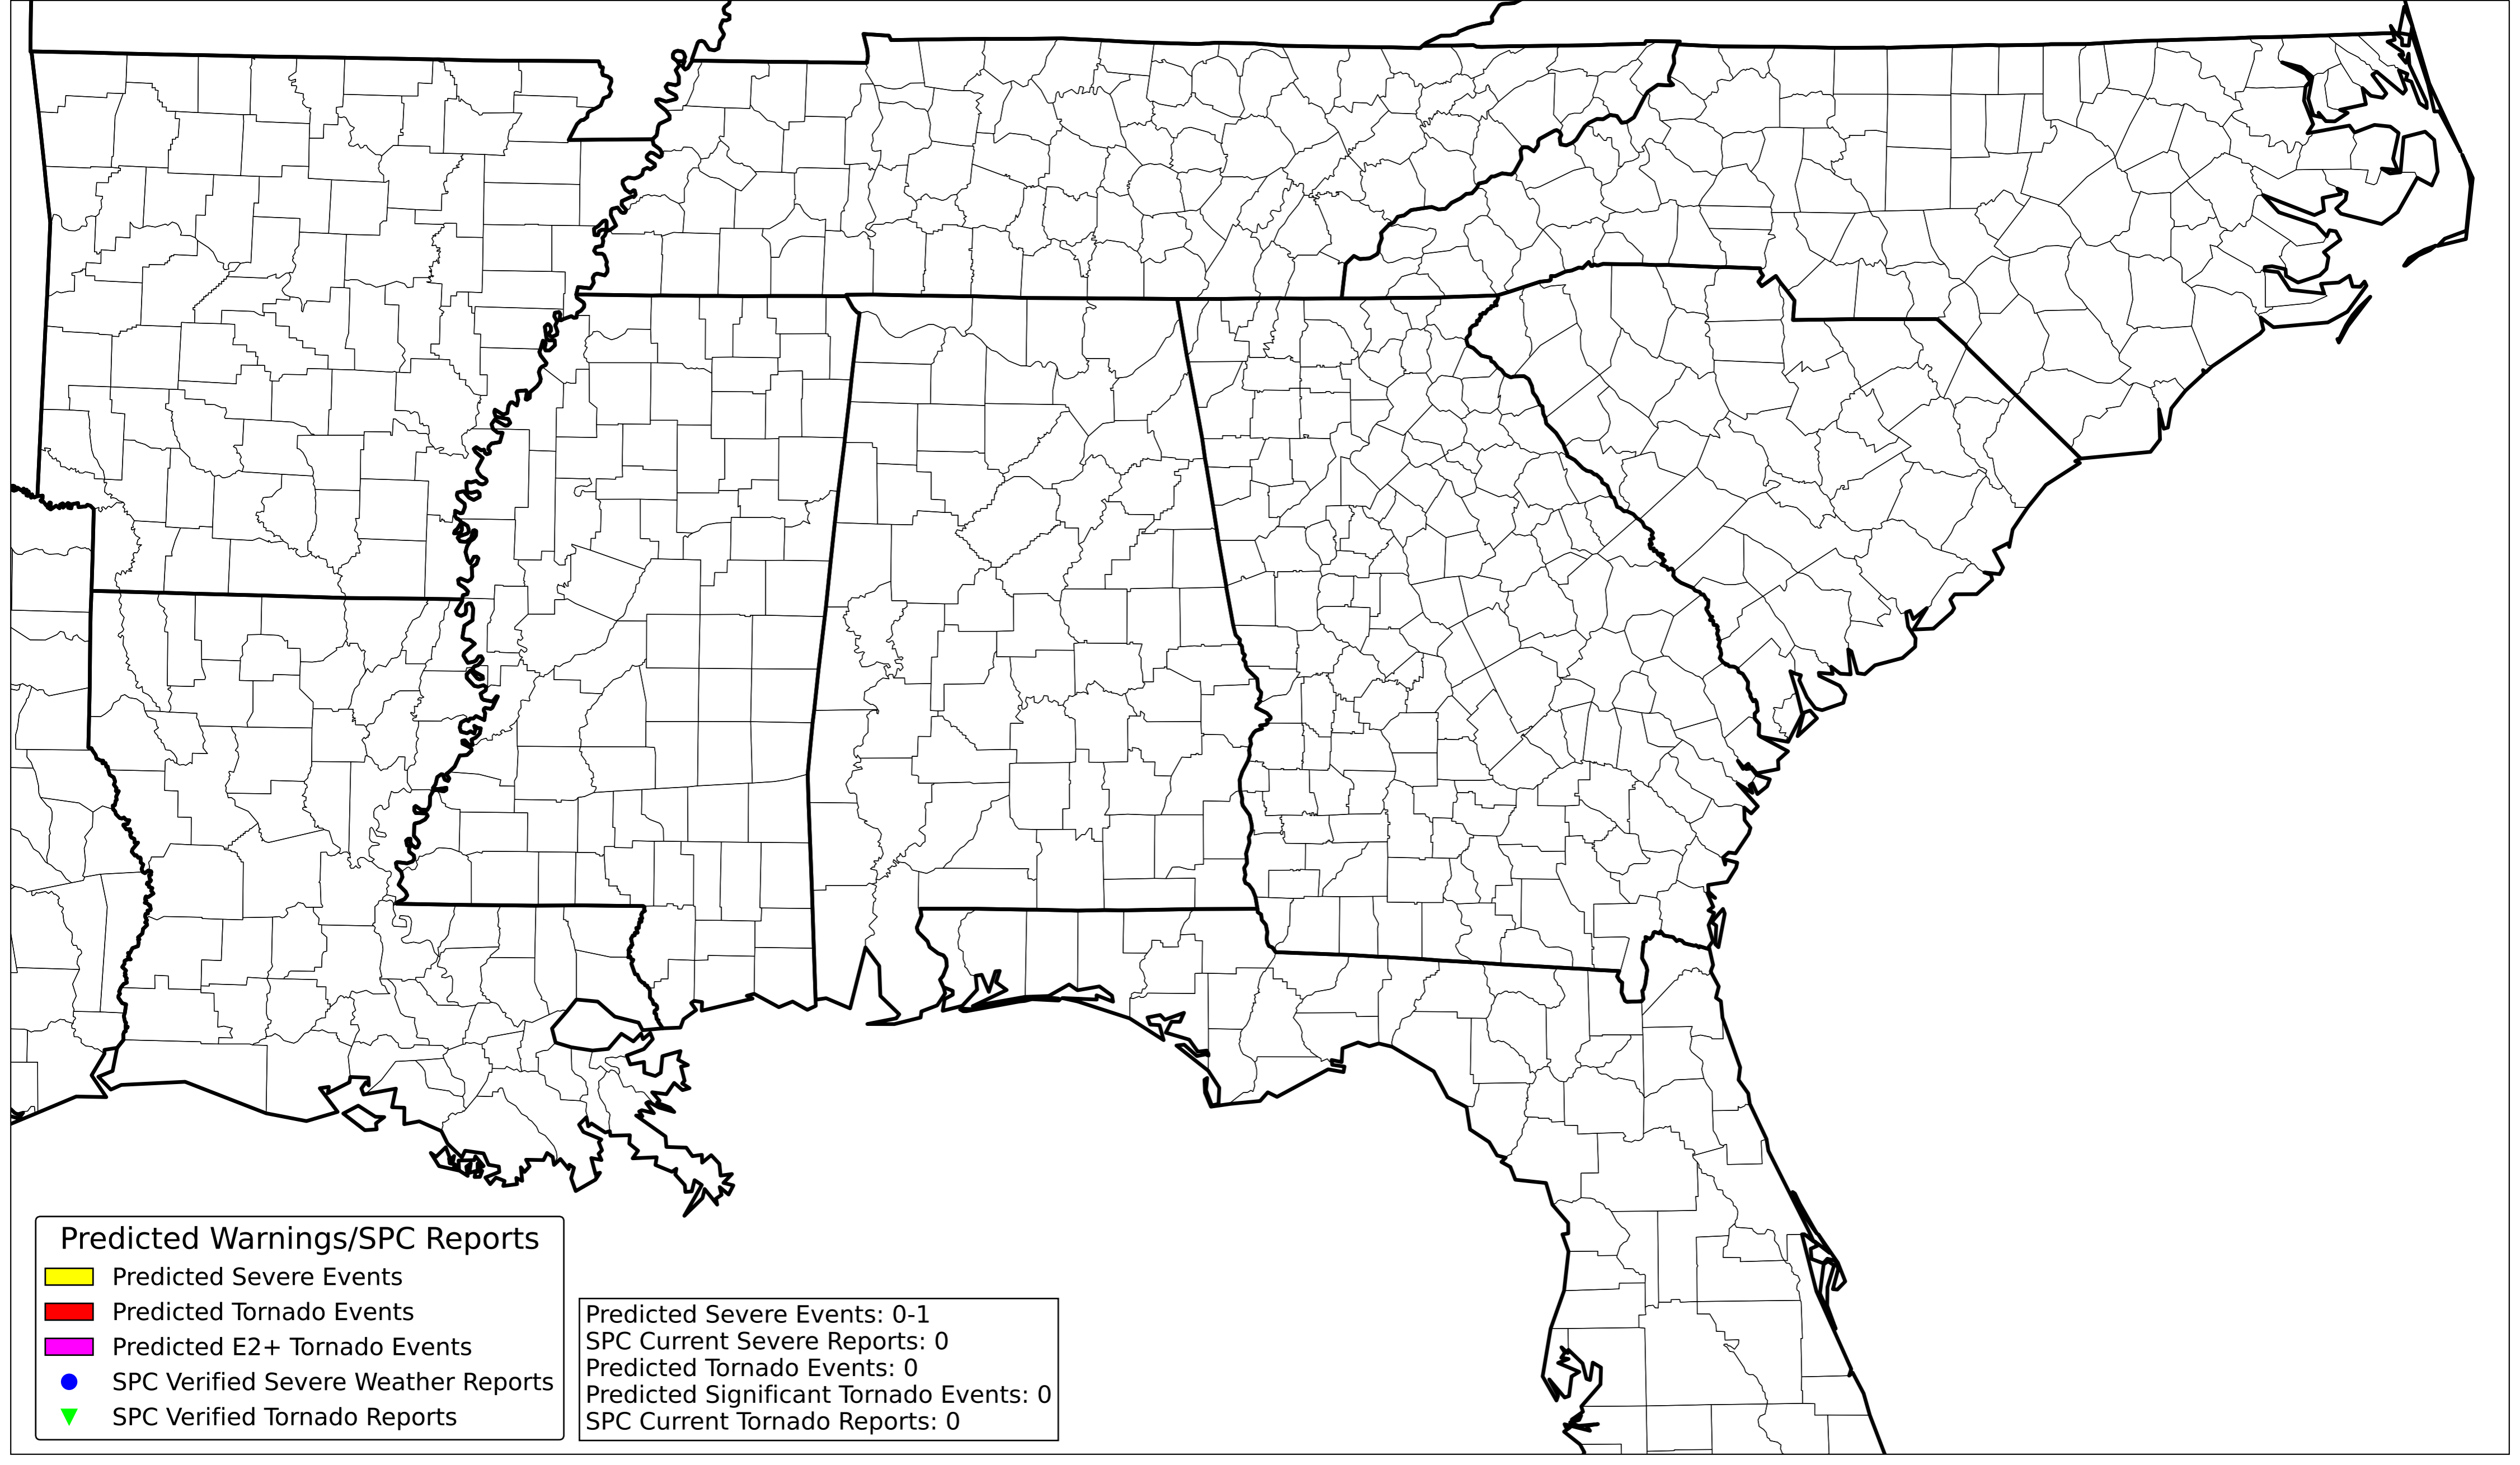 Predicted Warnings/SPC Reports
Predicted Severe Events
Predicted Tornado Events
Predicted E2+ Tornado Events
SPC Verified Severe Weather Reports
SPC Verified Tornado Reports
Predicted Severe Events: 0-1
SPC Current Severe Reports: 0
Predicted Tornado Events: 0
Predicted Significant Tornado Events: 0
SPC Current Tornado Reports: 0